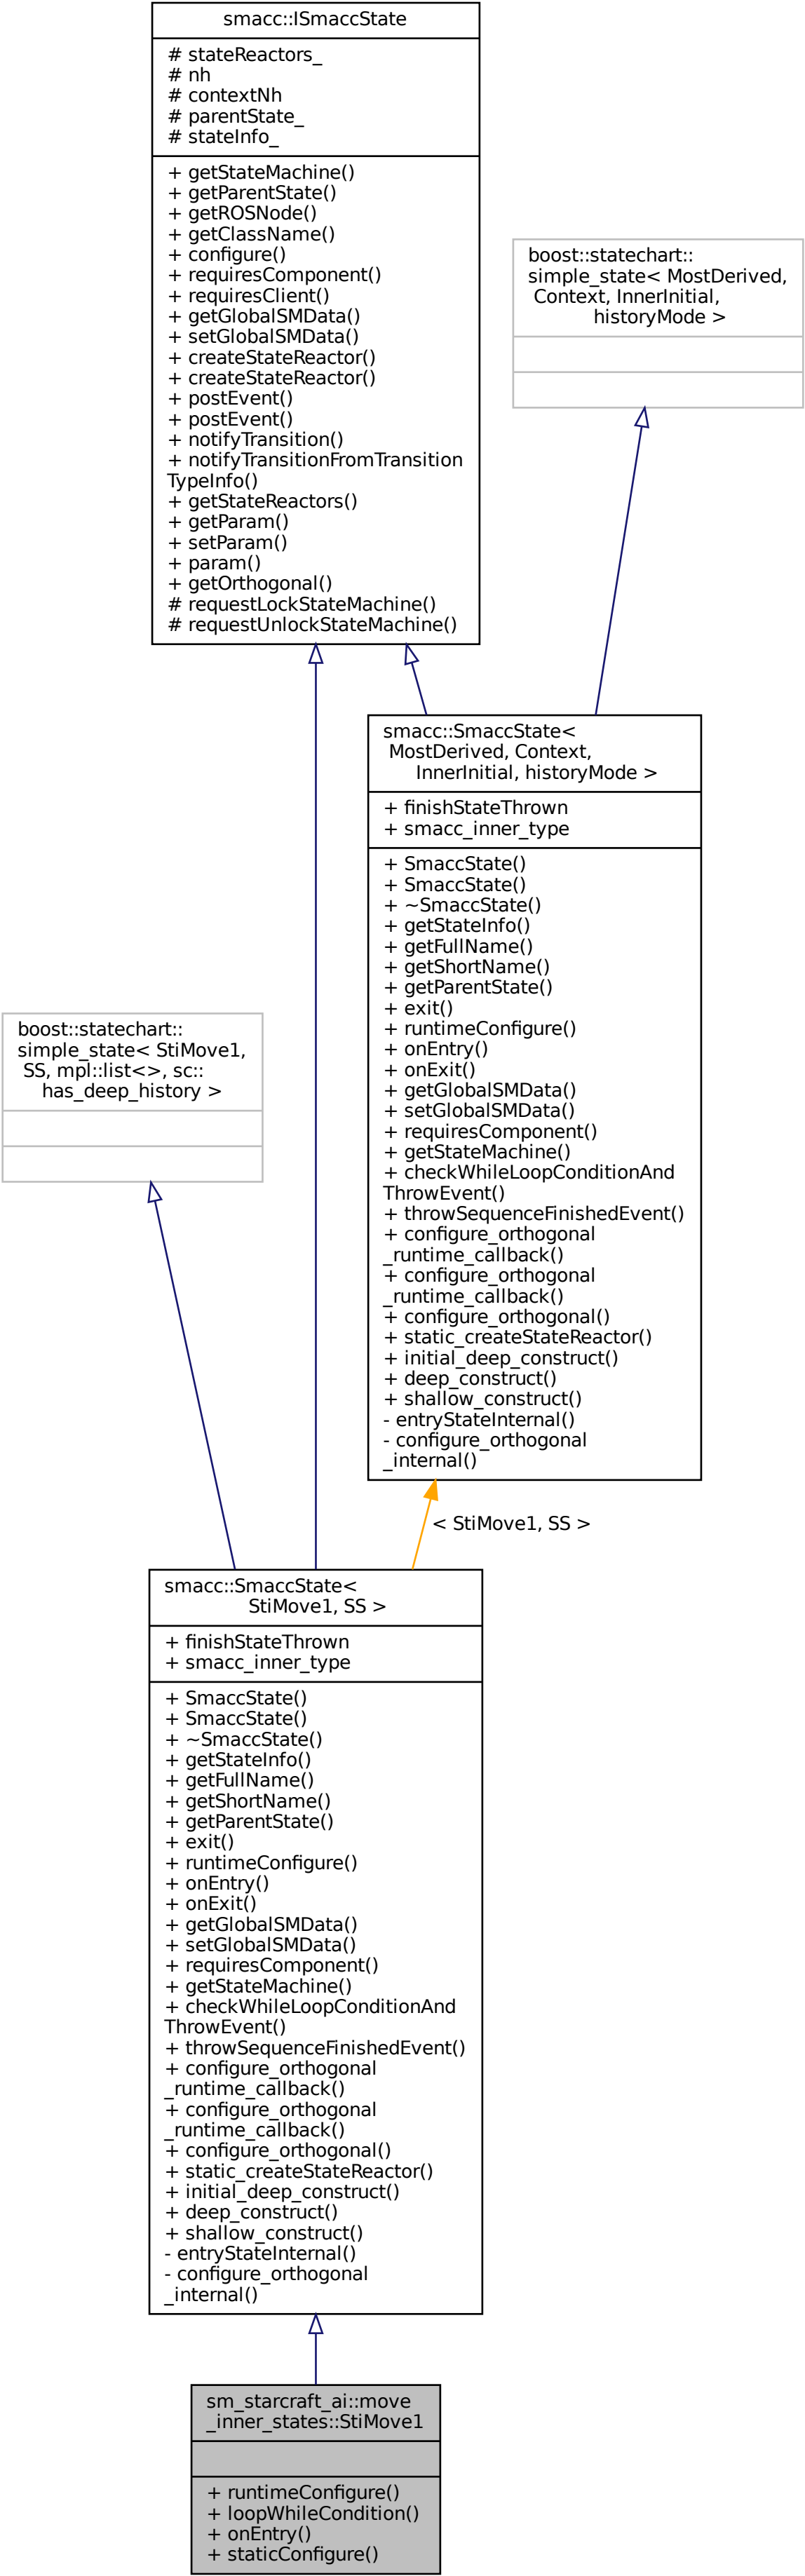 smacc::ISmaccState
# stateReactors_
# nh
# contextNh
# parentState_
# stateInfo_
+ getStateMachine()
+ getParentState()
+ getROSNode()
+ getClassName()
+ configure()
+ requiresComponent()
+ requiresClient()
+ getGlobalSMData()
+ setGlobalSMData()
+ createStateReactor()
+ createStateReactor()
+ postEvent()
+ postEvent()
+ notifyTransition()
+ notifyTransitionFromTransition
TypeInfo()
+ getStateReactors()
+ getParam()
+ setParam()
+ param()
+ getOrthogonal()
# requestLockStateMachine()
# requestUnlockStateMachine()
boost::statechart::
simple_state< MostDerived,
Context, InnerInitial,
historyMode >
smacc::SmaccState<
MostDerived, Context,
InnerInitial, historyMode >
+ finishStateThrown
+ smacc_inner_type
+ SmaccState()
+ SmaccState()
+ ~SmaccState()
+ getStateInfo()
+ getFullName()
+ getShortName()
+ getParentState()
+ exit()
+ runtimeConfigure()
+ onEntry()
+ onExit()
+ getGlobalSMData()
+ setGlobalSMData()
+ requiresComponent()
+ getStateMachine()
+ checkWhileLoopConditionAnd
ThrowEvent()
+ throwSequenceFinishedEvent()
+ configure_orthogonal
_runtime_callback()
+ configure_orthogonal
_runtime_callback()
+ configure_orthogonal()
+ static_createStateReactor()
+ initial_deep_construct()
+ deep_construct()
+ shallow_construct()
- entryStateInternal()
- configure_orthogonal
_internal()
boost::statechart::
simple_state< StiMove1,
SS, mpl::list<>, sc::
has_deep_history >
< StiMove1, SS >
smacc::SmaccState<
StiMove1, SS >
+ finishStateThrown
+ smacc_inner_type
+ SmaccState()
+ SmaccState()
+ ~SmaccState()
+ getStateInfo()
+ getFullName()
+ getShortName()
+ getParentState()
+ exit()
+ runtimeConfigure()
+ onEntry()
+ onExit()
+ getGlobalSMData()
+ setGlobalSMData()
+ requiresComponent()
+ getStateMachine()
+ checkWhileLoopConditionAnd
ThrowEvent()
+ throwSequenceFinishedEvent()
+ configure_orthogonal
_runtime_callback()
+ configure_orthogonal
_runtime_callback()
+ configure_orthogonal()
+ static_createStateReactor()
+ initial_deep_construct()
+ deep_construct()
+ shallow_construct()
- entryStateInternal()
- configure_orthogonal
_internal()
sm_starcraft_ai::move
_inner_states::StiMove1
+ runtimeConfigure()
+ loopWhileCondition()
+ onEntry()
+ staticConfigure()